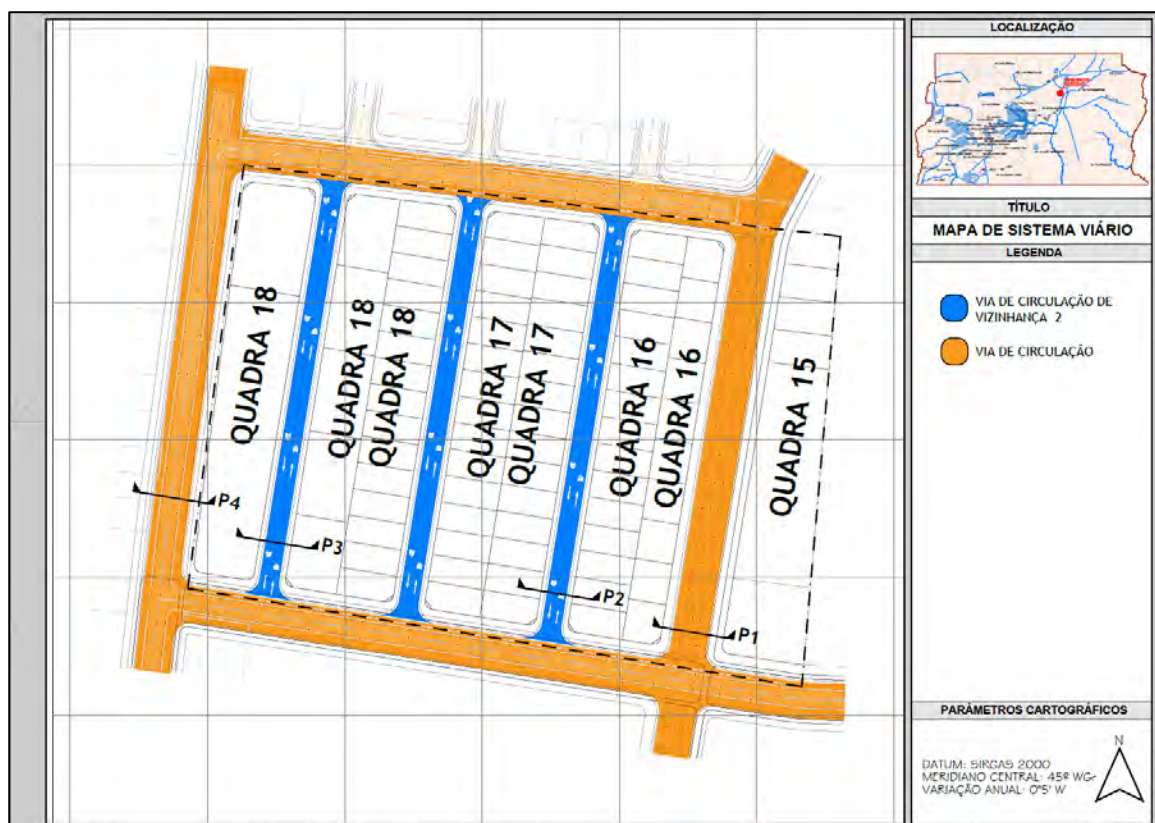 LOCALIZAÇÃO
TÍTULO
MAPA DE SISTEMA VIÁRIO
LEGENDA
VIA DE CIRCULAÇÃO DE
VIZINHANÇA 2
VIA DE CIRCULAÇÃO
QUADRA 18
QUADRA 18
QUADRA 18
QUADRA 17
QUADRA 17
QUADRA 16
QUADRA 16
QUADRA 15
P4
P3
P2
P1
PARÂMETROS CARTOGRÁFICOS
N
DATUM: SIRGAS 2000
MERIDIANO CENTRAL: 45º WGr
VARIAÇÃO ANUAL: 0º5' W